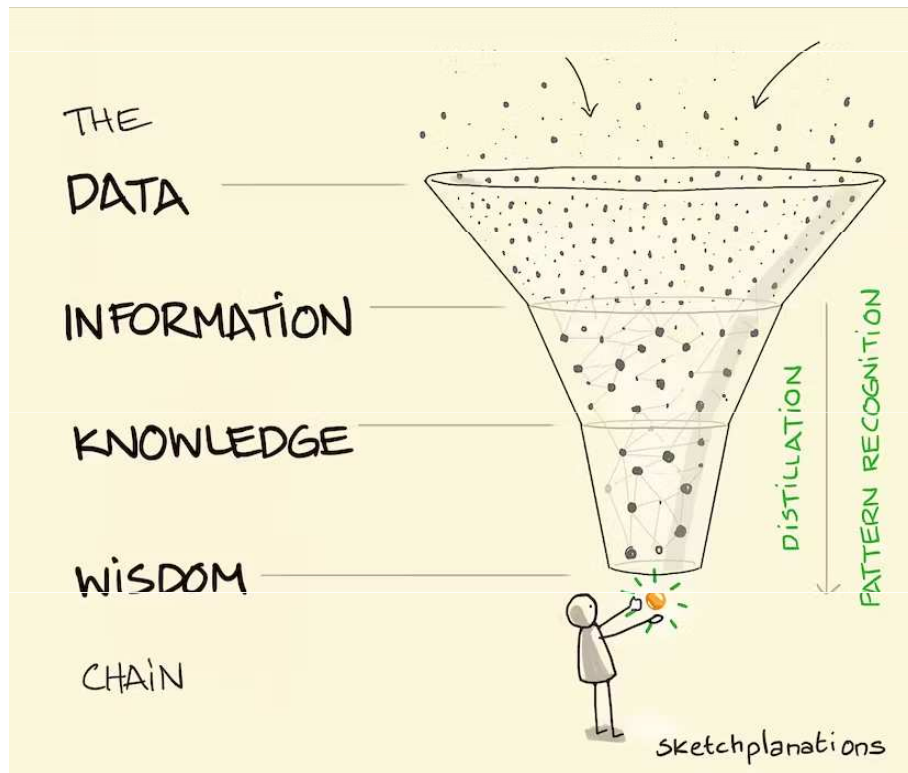 THE
DATA
INFORMATION
KNOWLEDGE
WISDOM
CHAIN
DISTILLATION
PATTERN RECOGNITION
sketchplanations